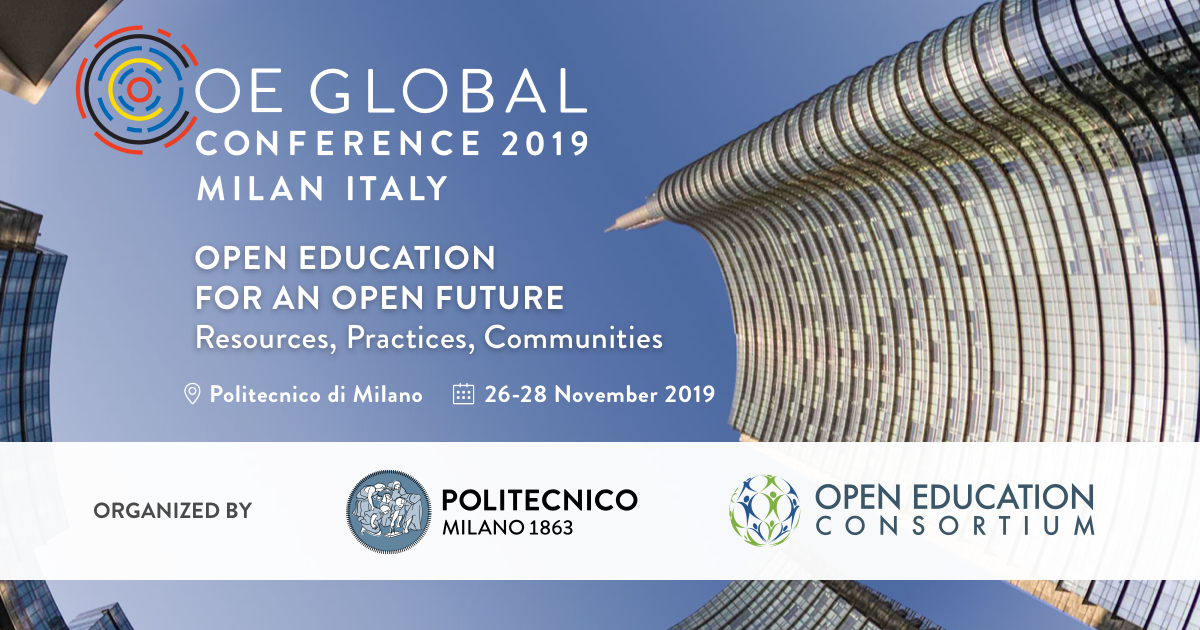 OE GLOBAL
CONFERENCE 2019
MILAN ITALY
OPEN EDUCATION
FOR AN OPEN FUTURE
Resources, Practices, Communities
Politecnico di Milano 26-28 November 2019
ORGANIZED BY
POLITECNICO
MILANO 1863
OPEN EDUCATION
CONSORTIUM